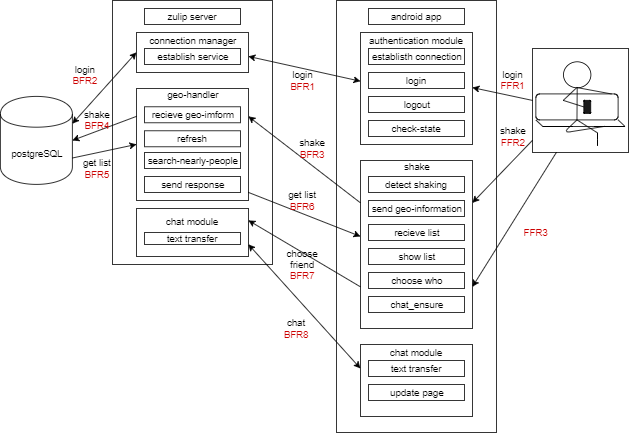 zulip server
android app
connection manager
establish service
authentication module
establisth connection
login
logout
check-state
login
BFR2
login
BFR1
login
FFR1
geo-handler
recieve geo-imform
refresh
search-nearly-people
send response
shake
BFR4
postgreSQL
get list
BFR5
shake
BFR3
shake
FFR2
shake
detect shaking
send geo-information
recieve list
show list
choose who
chat_ensure
get list
BFR6
FFR3
chat module
text transfer
choose
friend
BFR7
chat
BFR8
chat module
text transfer
update page